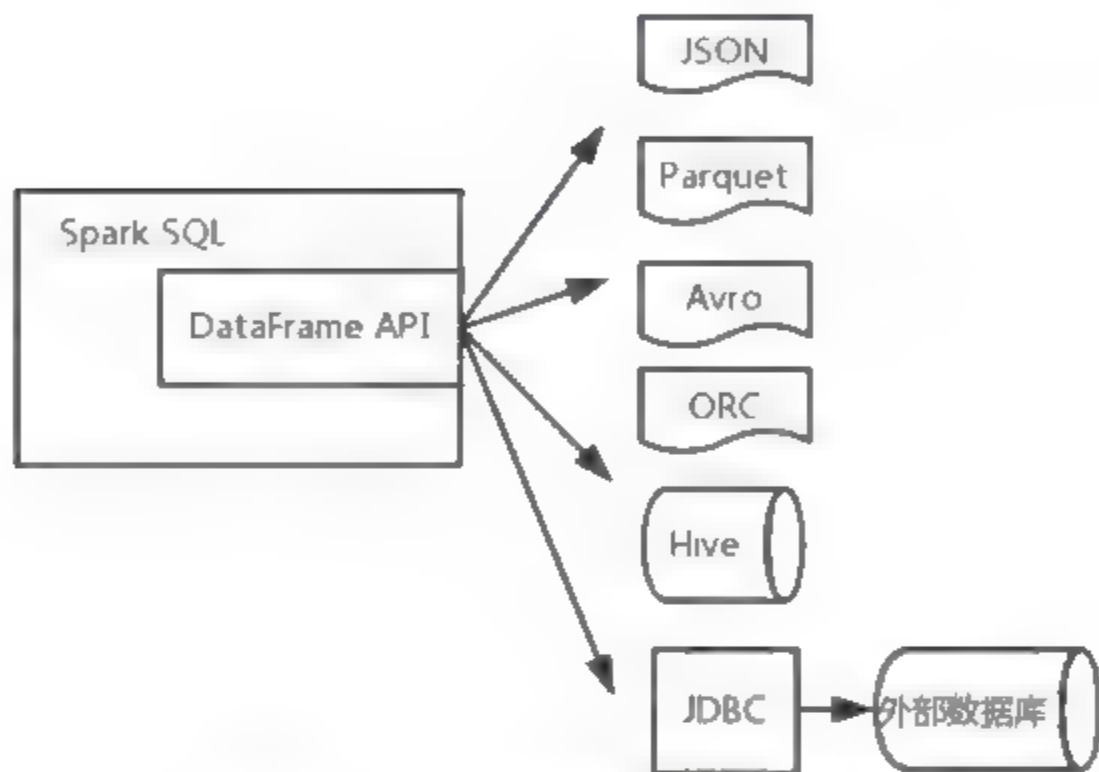 JSON
Parquet
Spark SQL
DataFrame API
Avro
ORC
Hive
JDBC
外部数据库